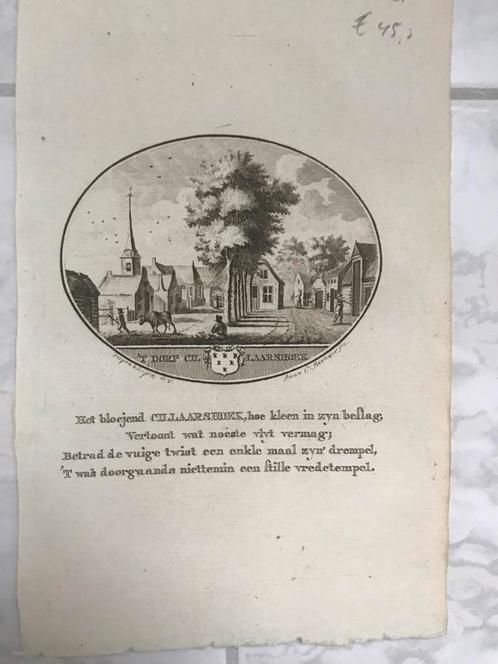 € 45,-
'T DORP CILLAARSHOEK
Het bloejend CILLAARSHOEK, hoe kleen in zyn beslag,
Vertoont wat noeste vlyt vermag;
Betrad de vuige twist een enkle maal zyn' drempel,
'T was doorgaands niettemin een stille vredetempel.